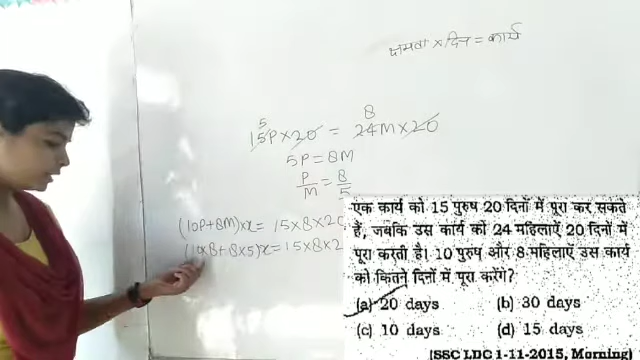 क्षमता × दिन = कार्य
5 8
15P × 20 = 24M × 20
5P = 8M
P/M = 8/5
(10P + 8M) × x = 15 × 8 × 20
(10×8 + 8×5) x = 15 × 8 × 2
एक कार्य को 15 पुरुष 20 दिनों में पूरा कर सकते
हैं, जबकि उस कार्य को 24 महिलाएँ 20 दिनों में
पूरा करती है। 10 पुरुष और 8 महिलाऐं उस कार्य
को कितने दिनों में पूरा करेंगे?
(a) 20 days (b) 30 days
(c) 10 days (d) 15 days
(SSC LDC 1-11-2015, Morning)